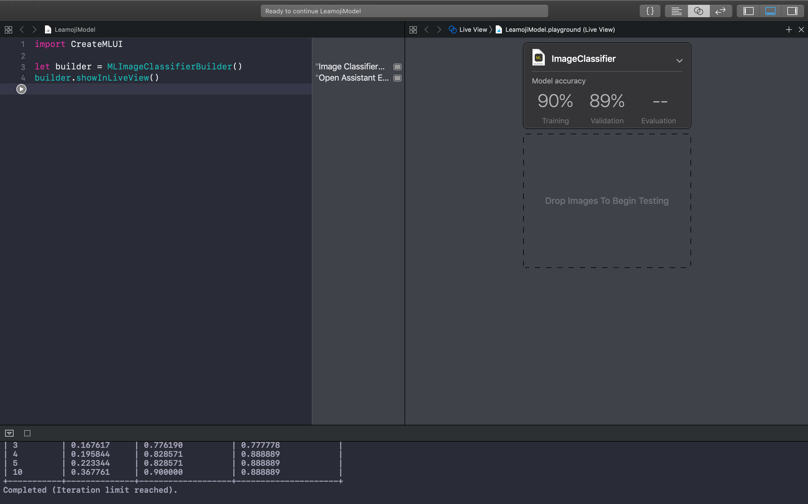 Ready to continue LeamojiModel
{ }
LeamojiModel
Live View
LeamojiModel.playground (Live View)
1 import CreateMLUI
2
3 let builder = MLImageClassifierBuilder()
4 builder.showInLiveView()
"Image Classifier...
"Open Assistant E...
ImageClassifier
Model accuracy
90% 89% --
Training Validation Evaluation
Drop Images To Begin Testing
| 3 | 0.167617 | 0.776190 | 0.777778 |
| 4 | 0.195844 | 0.828571 | 0.888889 |
| 5 | 0.223344 | 0.828571 | 0.888889 |
| 10 | 0.367761 | 0.900000 | 0.888889 |
+-----------+--------------+-------------------+---------------------+
Completed (Iteration limit reached).